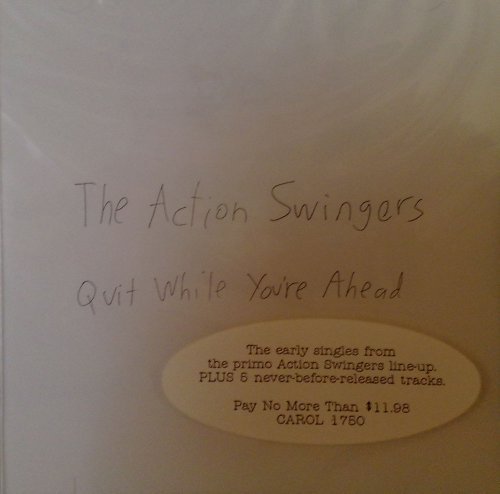 The Action Swingers
Quit While You're Ahead
The early singles from
the primo Action Swingers line-up.
PLUS 5 never-before-released tracks.
Pay No More Than $11.98
CAROL 1750